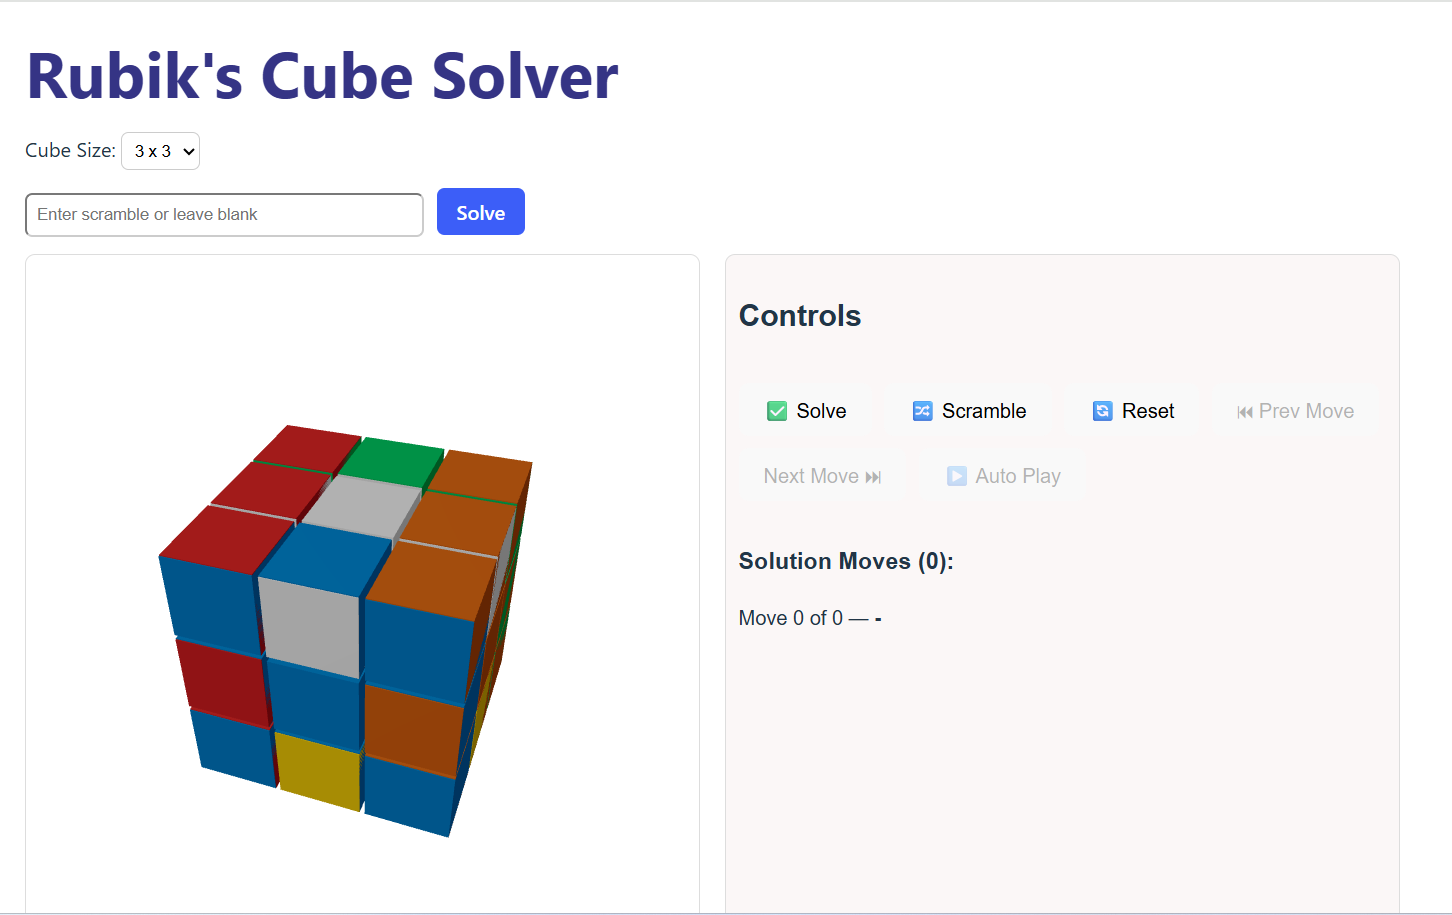 Rubik's Cube Solver
Cube Size: 3 x 3
Enter scramble or leave blank
Solve
Controls
✅ Solve
🔀 Scramble
🔄 Reset
⏮ Prev Move
Next Move ⏭
▶️ Auto Play
Solution Moves (0):
Move 0 of 0 — -